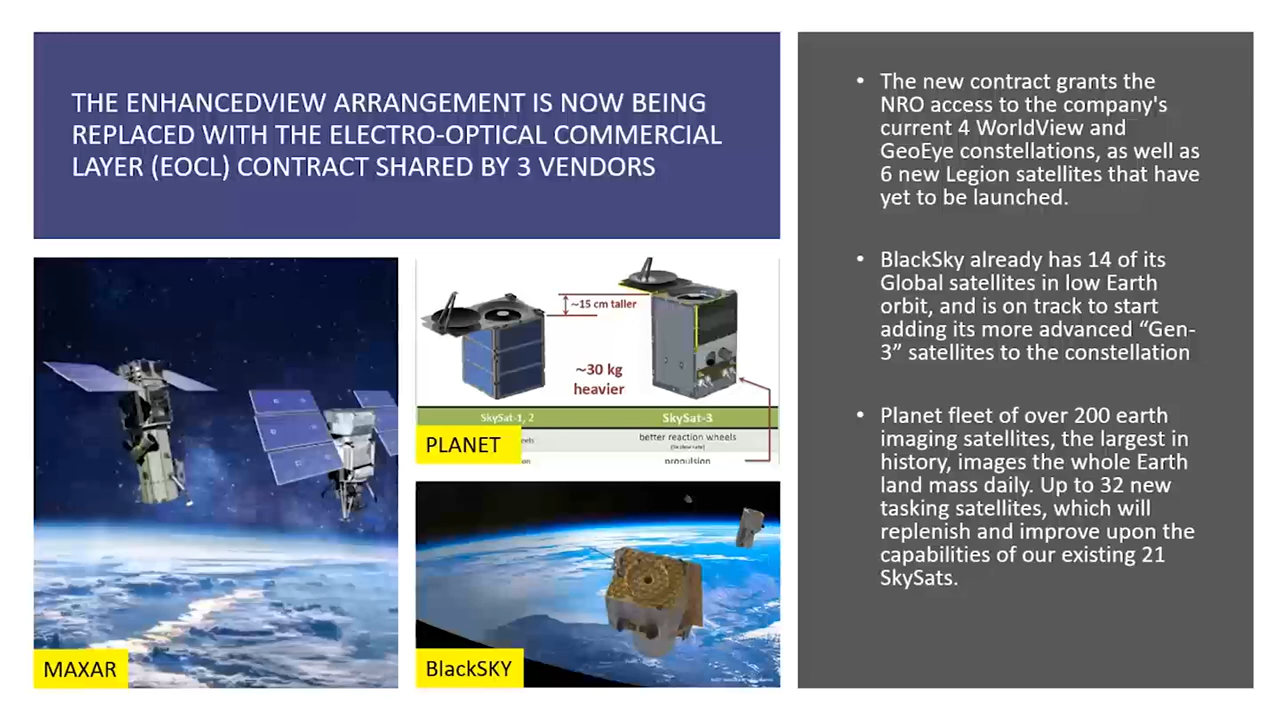 THE ENHANCEDVIEW ARRANGEMENT IS NOW BEING
REPLACED WITH THE ELECTRO-OPTICAL COMMERCIAL
LAYER (EOCL) CONTRACT SHARED BY 3 VENDORS
• The new contract grants the
NRO access to the company's
current 4 WorldView and
GeoEye constellations, as well as
6 new Legion satellites that have
yet to be launched.
• BlackSky already has 14 of its
Global satellites in low Earth
orbit, and is on track to start
adding its more advanced “Gen-
3” satellites to the constellation
• Planet fleet of over 200 earth
imaging satellites, the largest in
history, images the whole Earth
land mass daily. Up to 32 new
tasking satellites, which will
replenish and improve upon the
capabilities of our existing 21
SkySats.
MAXAR
~15 cm taller
~30 kg
heavier
SkySat-1, 2
SkySat-3
better reaction wheels
propulsion
PLANET
BlackSKY